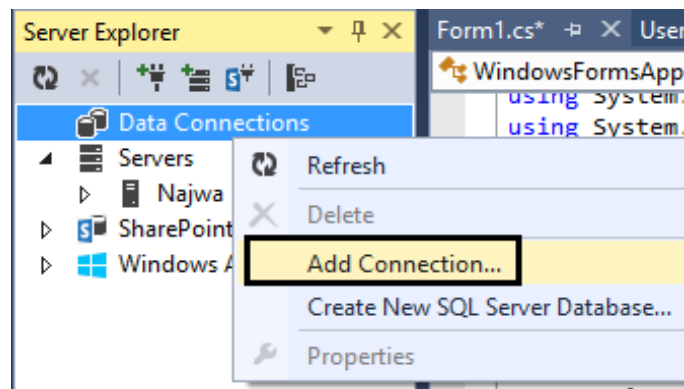 Server Explorer
Form1.cs* User
WindowsFormsApp
using System.
using System.
Data Connections
Servers
Najwa
SharePoint
Windows A
Refresh
Delete
Add Connection...
Create New SQL Server Database...
Properties